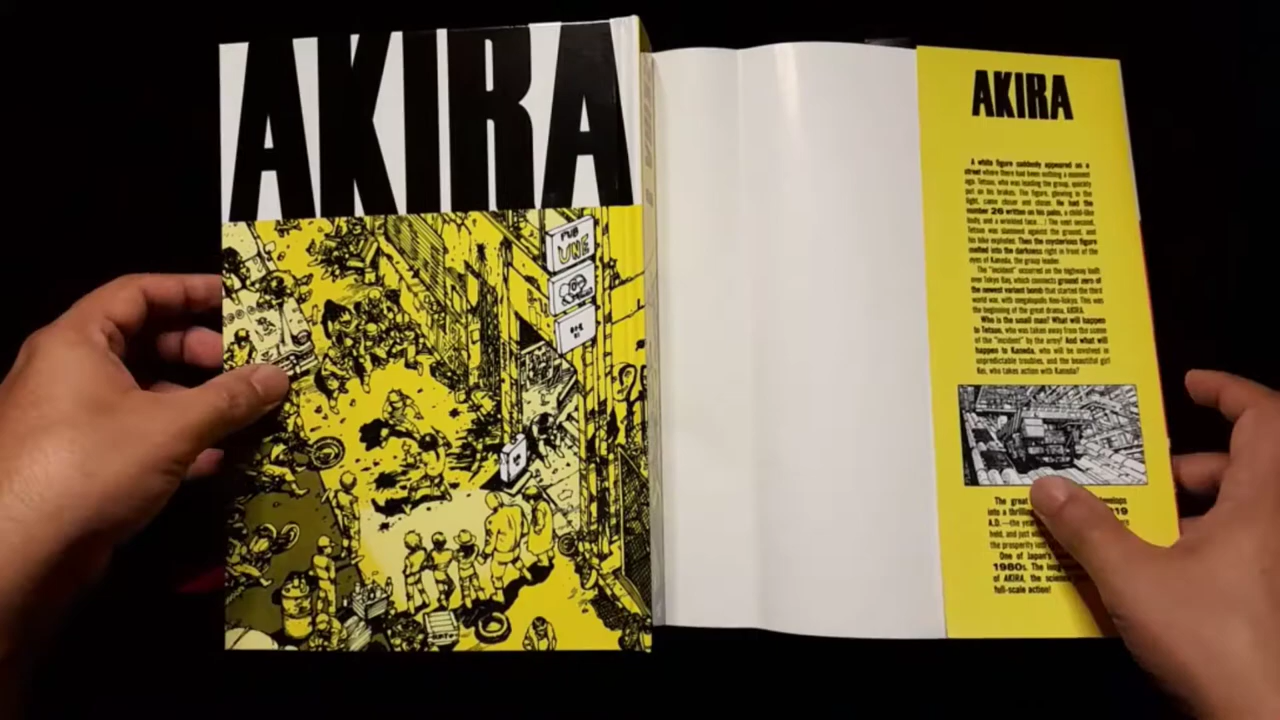 AKIRA
PUB
UNE
AKIRA
A white figure suddenly appeared on a
street where there had been nothing a moment
ago. Tetsuo, who was leading the group, quickly
put on his brakes. The figure, glowing in the
light, came closer and closer. He had the
number 26 written on his palm, a child-like
body, and a wrinkled face...! The next second,
Tetsuo was slammed against the ground, and
his bike exploded. Then the mysterious figure
melted into the darkness right in front of the
eyes of Kaneda, the group leader.
The "incident" occurred on the highway built
over Tokyo Bay, which connects ground zero of
the newest variant bomb that started the third
world war, with megalopolis Neo-Tokyo. This was
the beginning of the great drama, AKIRA.
Who is the small man? What will happen
to Tetsuo, who was taken away from the scene
of the "incident" by the army? And what will
happen to Kaneda, who will be involved in
unpredictable troubles, and the beautiful girl
Kei, who takes action with Kaneda?
The great develops
into a thrilling 2019
A.D.—the year
held, and just
the prosperity
One of Japan's
1980s. The long
of AKIRA, the science
full-scale action!